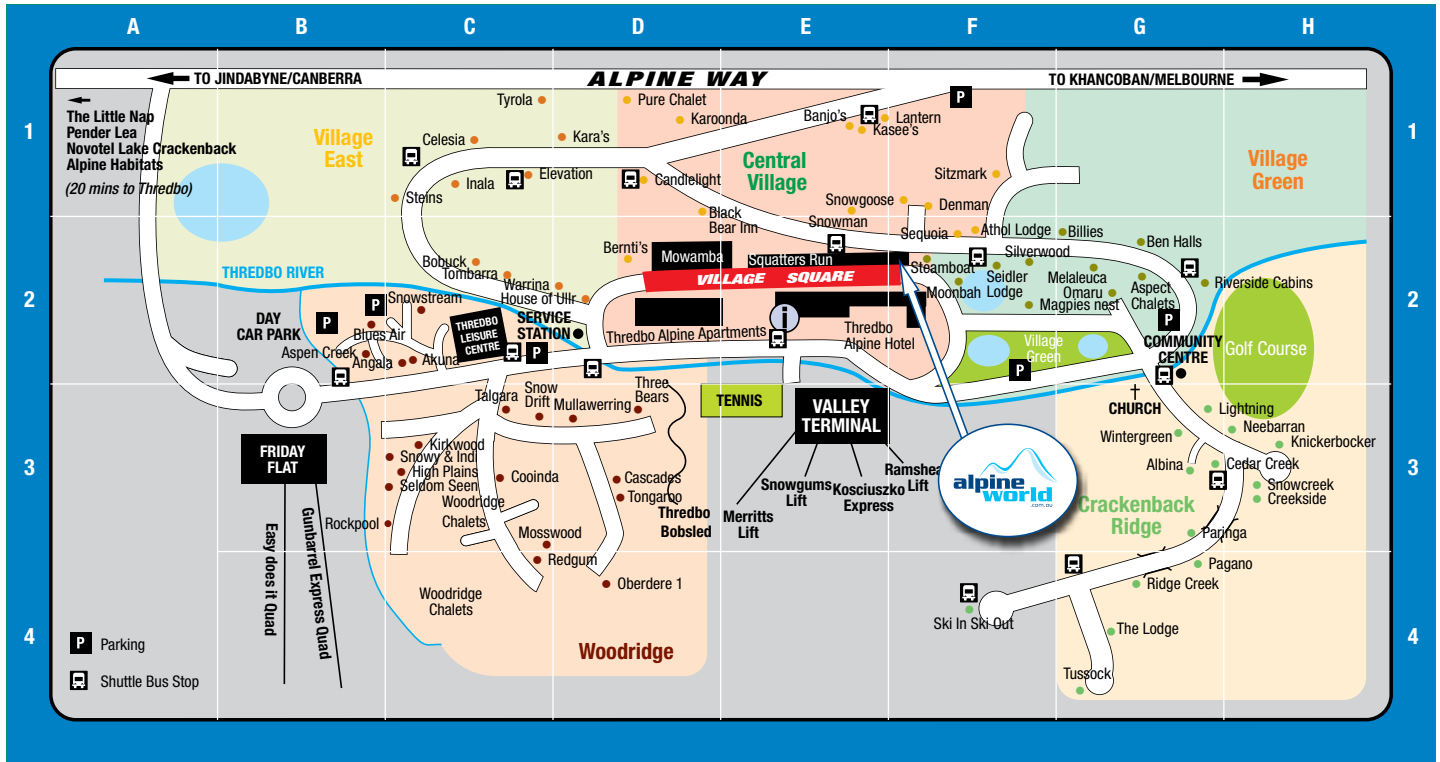 A B C D E F G H
TO JINDABYNE/CANBERRA
ALPINE WAY
TO KHANCOBAN/MELBOURNE
The Little Nap
Pender Lea
Novotel Lake Crackenback
Alpine Habitats
(20 mins to Thredbo)
1
1
Village
East
Tyrola
Celesia
Kara's
Inala
Elevation
Steins
Pure Chalet
Karoonda
Candlelight
Black
Bear Inn
Central
Village
Banjo's
Lantern
Kasee's
P
Sitzmark
Snowgoose
Denman
Snowman
Sequoia
Athol Lodge
Billies
Village
Green
Bobuck
Tombarra
Warrina
House of Ullr
Bernti's
Mowamba
Squatters Run
VILLAGE SQUARE
Steamboat
Silverwood
Seidler
Lodge
Moonbah
Ben Halls
Melaleuca
Omaru
Magpies nest
Aspect
Chalets
Riverside Cabins
2
2
THREDBO RIVER
DAY
CAR PARK
P
P
Snowstream
Blues Air
Aspen Creek
Angala
Akuna
THREDBO
LEISURE
CENTRE
SERVICE
STATION
P
Thredbo Alpine Apartments
i
Thredbo
Alpine Hotel
Village
Green
P
P
COMMUNITY
CENTRE
Golf Course
Talgara
Snow
Drift
Mullawerring
Three
Bears
TENNIS
VALLEY
TERMINAL
CHURCH
Lightning
Neebarran
Knickerbocker
Wintergreen
3
3
FRIDAY
FLAT
Kirkwood
Snowy & Indi
High Plains
Seldom Seen
Cooinda
Woodridge
Chalets
Rockpool
Mosswood
Redgum
Cascades
Tongaroo
Thredbo
Bobsled
Merritts
Lift
Snowgums
Lift
Kosciuszko
Express
Ramshea
Lift
alpine
world
.com.au
Albina
Cedar Creek
Snowcreek
Creekside
Crackenback
Ridge
Paringa
Pagano
Ridge Creek
Easy does it Quad
Gunbarrel Express Quad
Woodridge
Chalets
Oberdere 1
Woodridge
Ski In Ski Out
The Lodge
Tussock
4
4
P Parking
Shuttle Bus Stop